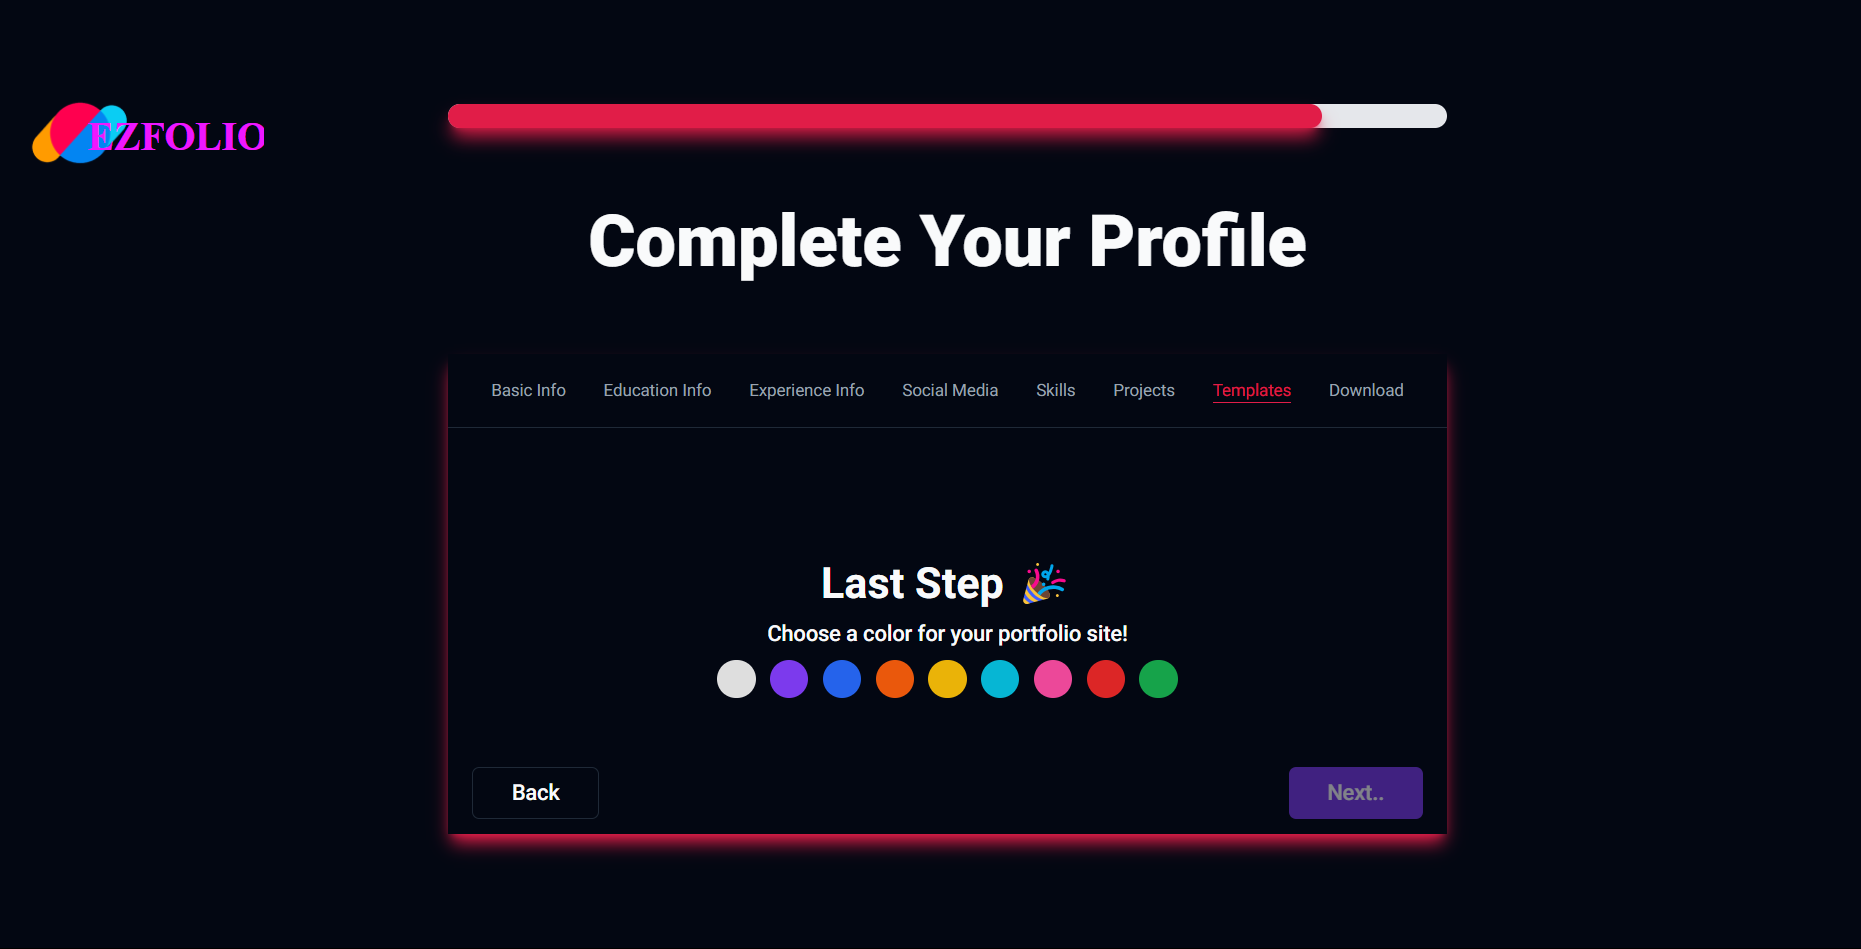 EZFOLIO
Complete Your Profile
Basic Info Education Info Experience Info Social Media Skills Projects Templates Download
Last Step 🎉
Choose a color for your portfolio site!
Back Next..